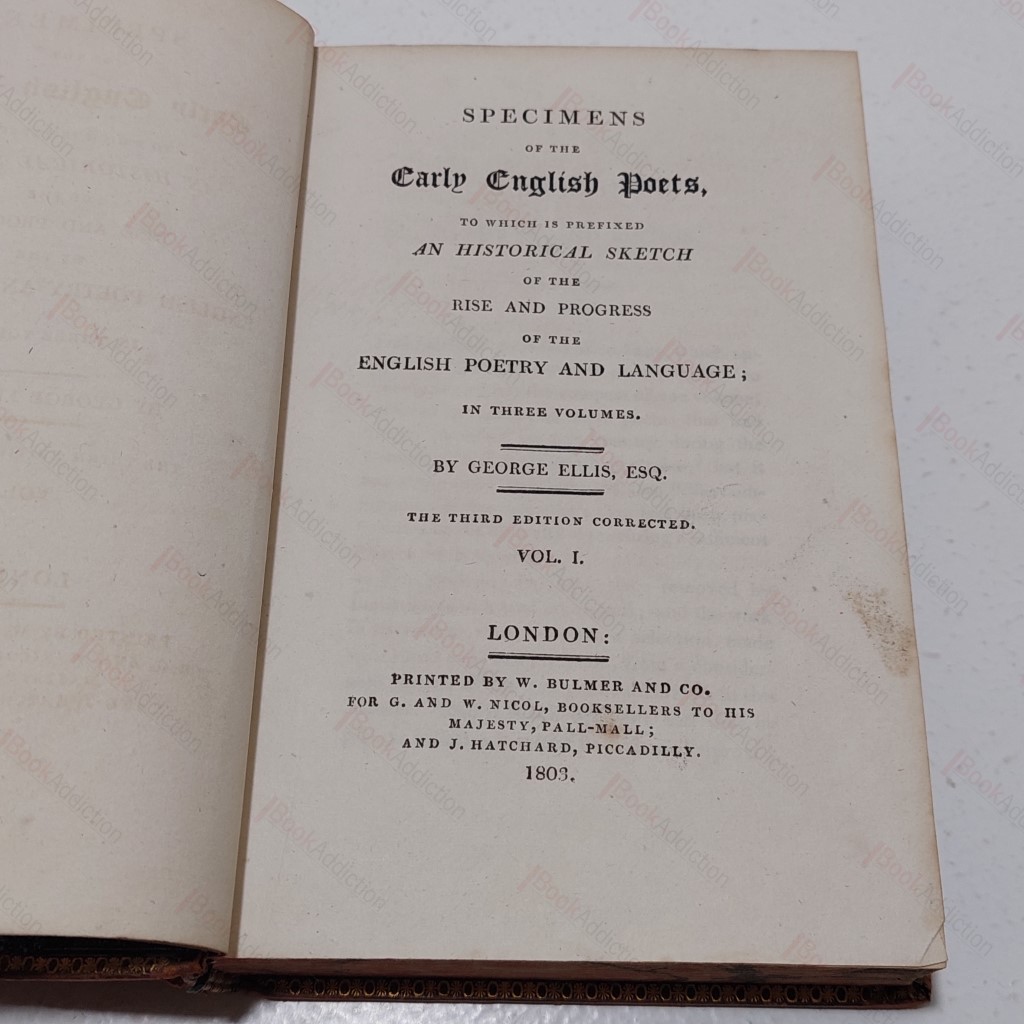 SPECIMENS
OF THE
Early English Poets,
TO WHICH IS PREFIXED
AN HISTORICAL SKETCH
OF THE
RISE AND PROGRESS
OF THE
ENGLISH POETRY AND LANGUAGE;
IN THREE VOLUMES.
BY GEORGE ELLIS, ESQ.
THE THIRD EDITION CORRECTED.
VOL. I.
LONDON:
PRINTED BY W. BULMER AND CO.
FOR G. AND W. NICOL, BOOKSELLERS TO HIS
MAJESTY, PALL-MALL;
AND J. HATCHARD, PICCADILLY.
1803.
BookAddiction